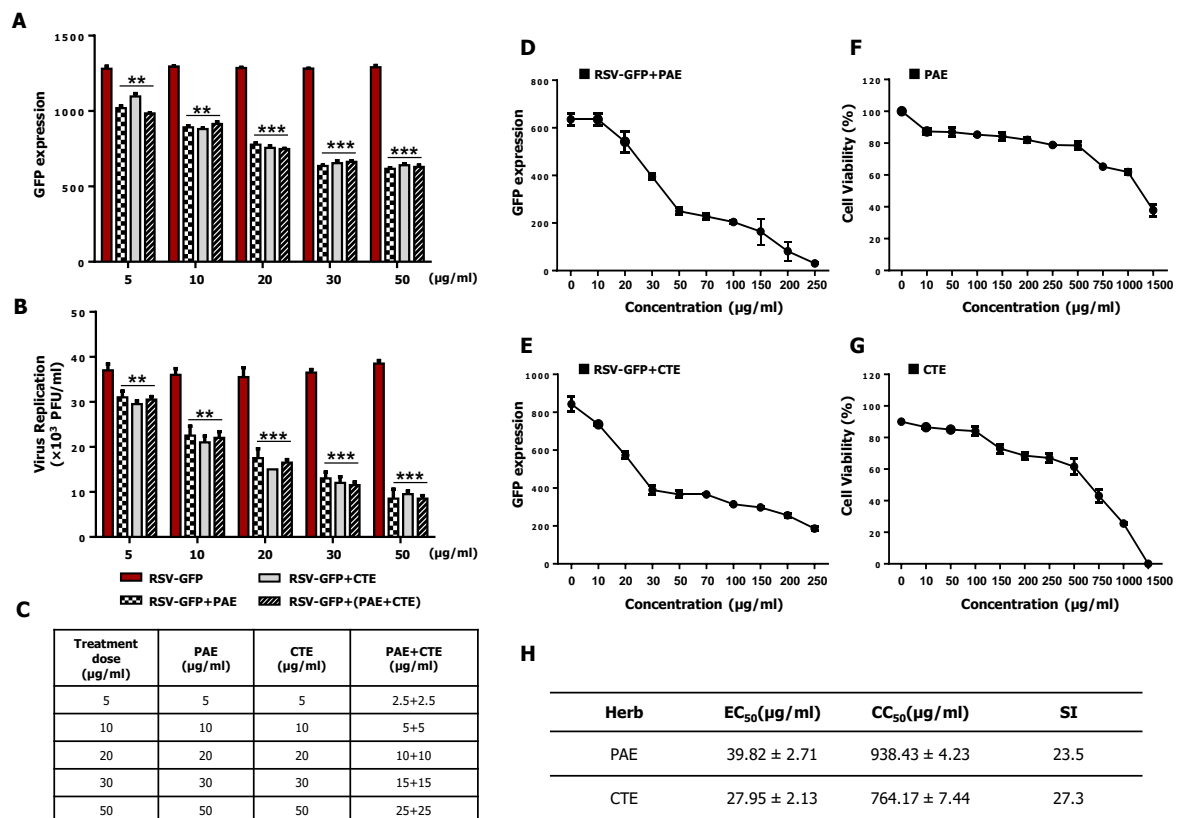 A
GFP expression
1500
1000
500
0
** ** *** *** ***
5 10 20 30 50 (µg/ml)
B
Virus Replication
(×10³ PFU/ml)
50
40
30
20
10
0
** ** *** *** ***
5 10 20 30 50 (µg/ml)
RSV-GFP RSV-GFP+CTE
RSV-GFP+PAE RSV-GFP+(PAE+CTE)
C
Treatment dose (µg/ml) PAE (µg/ml) CTE (µg/ml) PAE+CTE (µg/ml)
5 5 5 2.5+2.5
10 10 10 5+5
20 20 20 10+10
30 30 30 15+15
50 50 50 25+25
D
RSV-GFP+PAE
GFP expression
800
600
400
200
0
0 10 20 30 50 70 100 150 200 250
Concentration (µg/ml)
E
RSV-GFP+CTE
GFP expression
1000
800
600
400
200
0
0 10 20 30 50 70 100 150 200 250
Concentration (µg/ml)
F
PAE
Cell Viability (%)
120
100
80
60
40
20
0
0 10 50 100 150 200 250 500 750 1000 1500
Concentration (µg/ml)
G
CTE
Cell Viability (%)
120
100
80
60
40
20
0
0 10 50 100 150 200 250 500 750 1000 1500
Concentration (µg/ml)
H
Herb EC₅₀(µg/ml) CC₅₀(µg/ml) SI
PAE 39.82 ± 2.71 938.43 ± 4.23 23.5
CTE 27.95 ± 2.13 764.17 ± 7.44 27.3